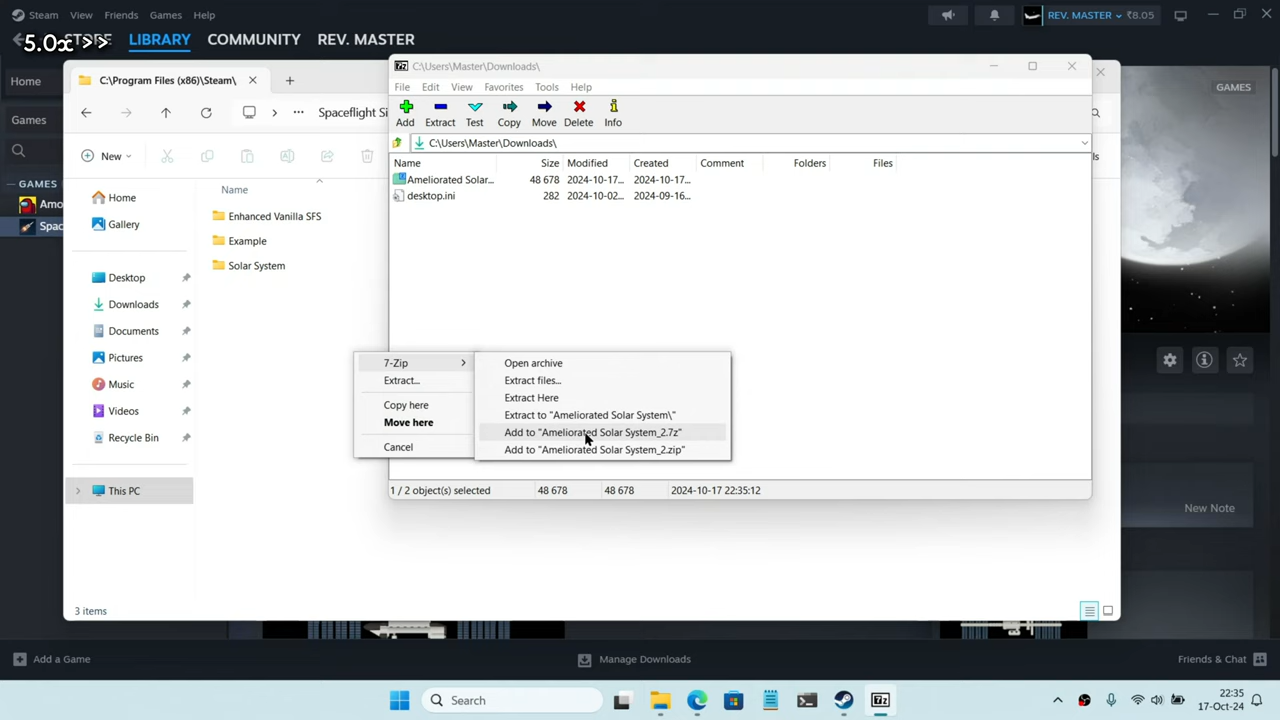 Steam View Friends Games Help
REV. MASTER ₹8.05
STORE LIBRARY COMMUNITY REV. MASTER
5.0x >>
Home
Games
GAMES
GAMES
Amo
Spac
C:\Program Files (x86)\Steam\
Spaceflight Si
New
Name
Home
Gallery
Desktop
Downloads
Documents
Pictures
Music
Videos
Recycle Bin
This PC
Enhanced Vanilla SFS
Example
Solar System
3 items
C:\Users\Master\Downloads\
File Edit View Favorites Tools Help
Add Extract Test Copy Move Delete Info
C:\Users\Master\Downloads\
Name Size Modified Created Comment Folders Files
Ameliorated Solar... 48 678 2024-10-17... 2024-10-17...
desktop.ini 282 2024-10-02... 2024-09-16...
7-Zip
Extract...
Copy here
Move here
Cancel
Open archive
Extract files...
Extract Here
Extract to "Ameliorated Solar System\"
Add to "Ameliorated Solar System_2.7z"
Add to "Ameliorated Solar System_2.zip"
1 / 2 object(s) selected 48 678 48 678 2024-10-17 22:35:12
New Note
Add a Game
Manage Downloads
Friends & Chat
Search
22:35
17-Oct-24